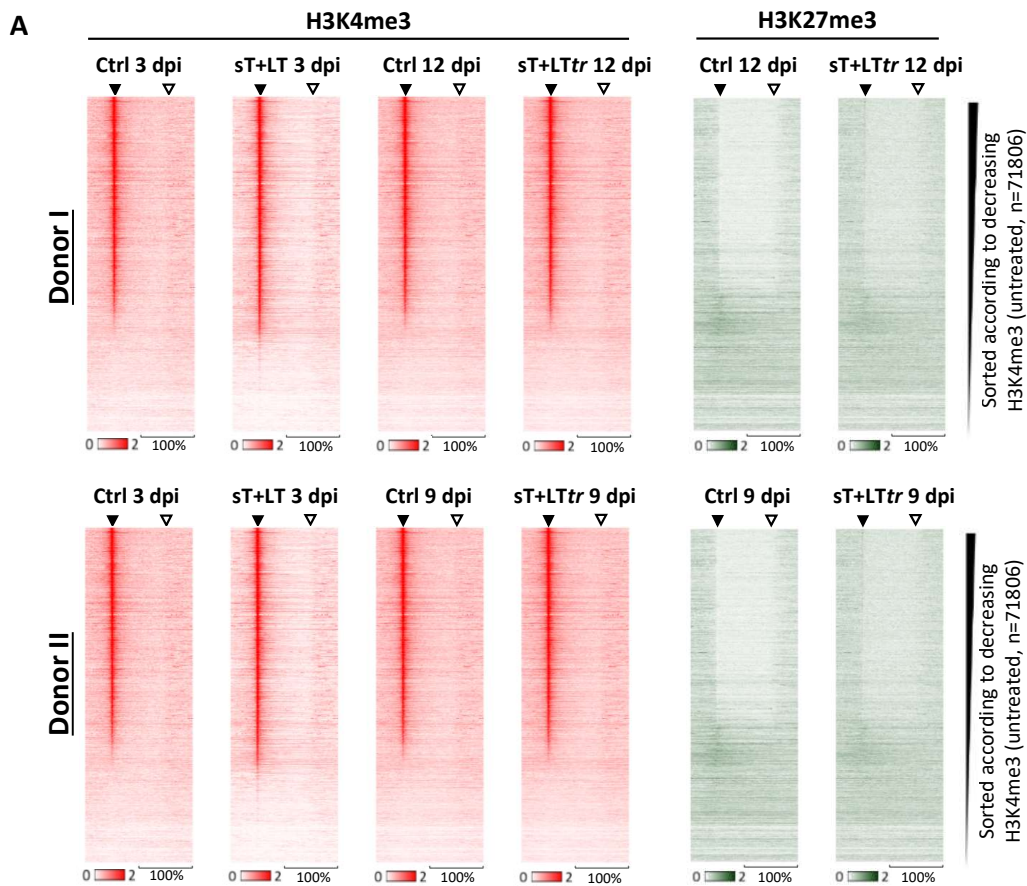 A
H3K4me3 H3K27me3
Ctrl 3 dpi sT+LT 3 dpi Ctrl 12 dpi sT+LTtr 12 dpi Ctrl 12 dpi sT+LTtr 12 dpi
Donor I
Sorted according to decreasing
H3K4me3 (untreated, n=71806)
0 2 100% 0 2 100% 0 2 100% 0 2 100% 0 2 100% 0 2 100%
Ctrl 3 dpi sT+LT 3 dpi Ctrl 9 dpi sT+LTtr 9 dpi Ctrl 9 dpi sT+LTtr 9 dpi
Donor II
Sorted according to decreasing
H3K4me3 (untreated, n=71806)
0 2 100% 0 2 100% 0 2 100% 0 2 100% 0 2 100% 0 2 100%